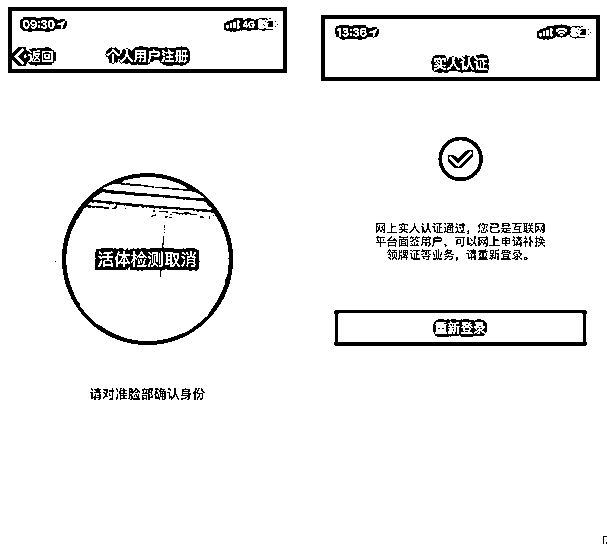 09:30
4G
返回
个人用户注册
活体检测取消
请对准脸部确认身份
13:36
实人认证
网上实人认证通过，您已是互联网
平台面签用户、可以网上申请补换
领牌证等业务，请重新登录。
重新登录